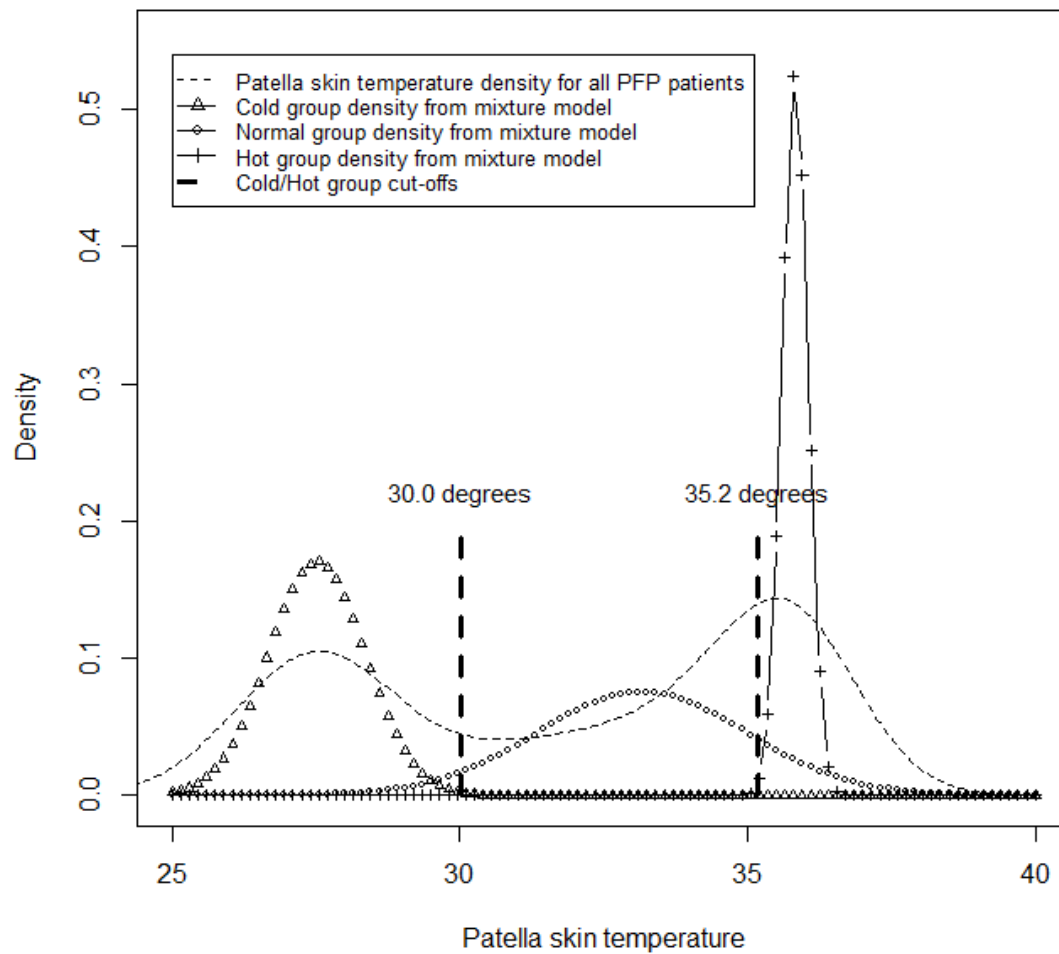 Patella skin temperature density for all PFP patients
Cold group density from mixture model
Normal group density from mixture model
Hot group density from mixture model
Cold/Hot group cut-offs
0.5
0.4
0.3
0.2
0.1
0.0
Density
30.0 degrees
35.2 degrees
25
30
35
40
Patella skin temperature